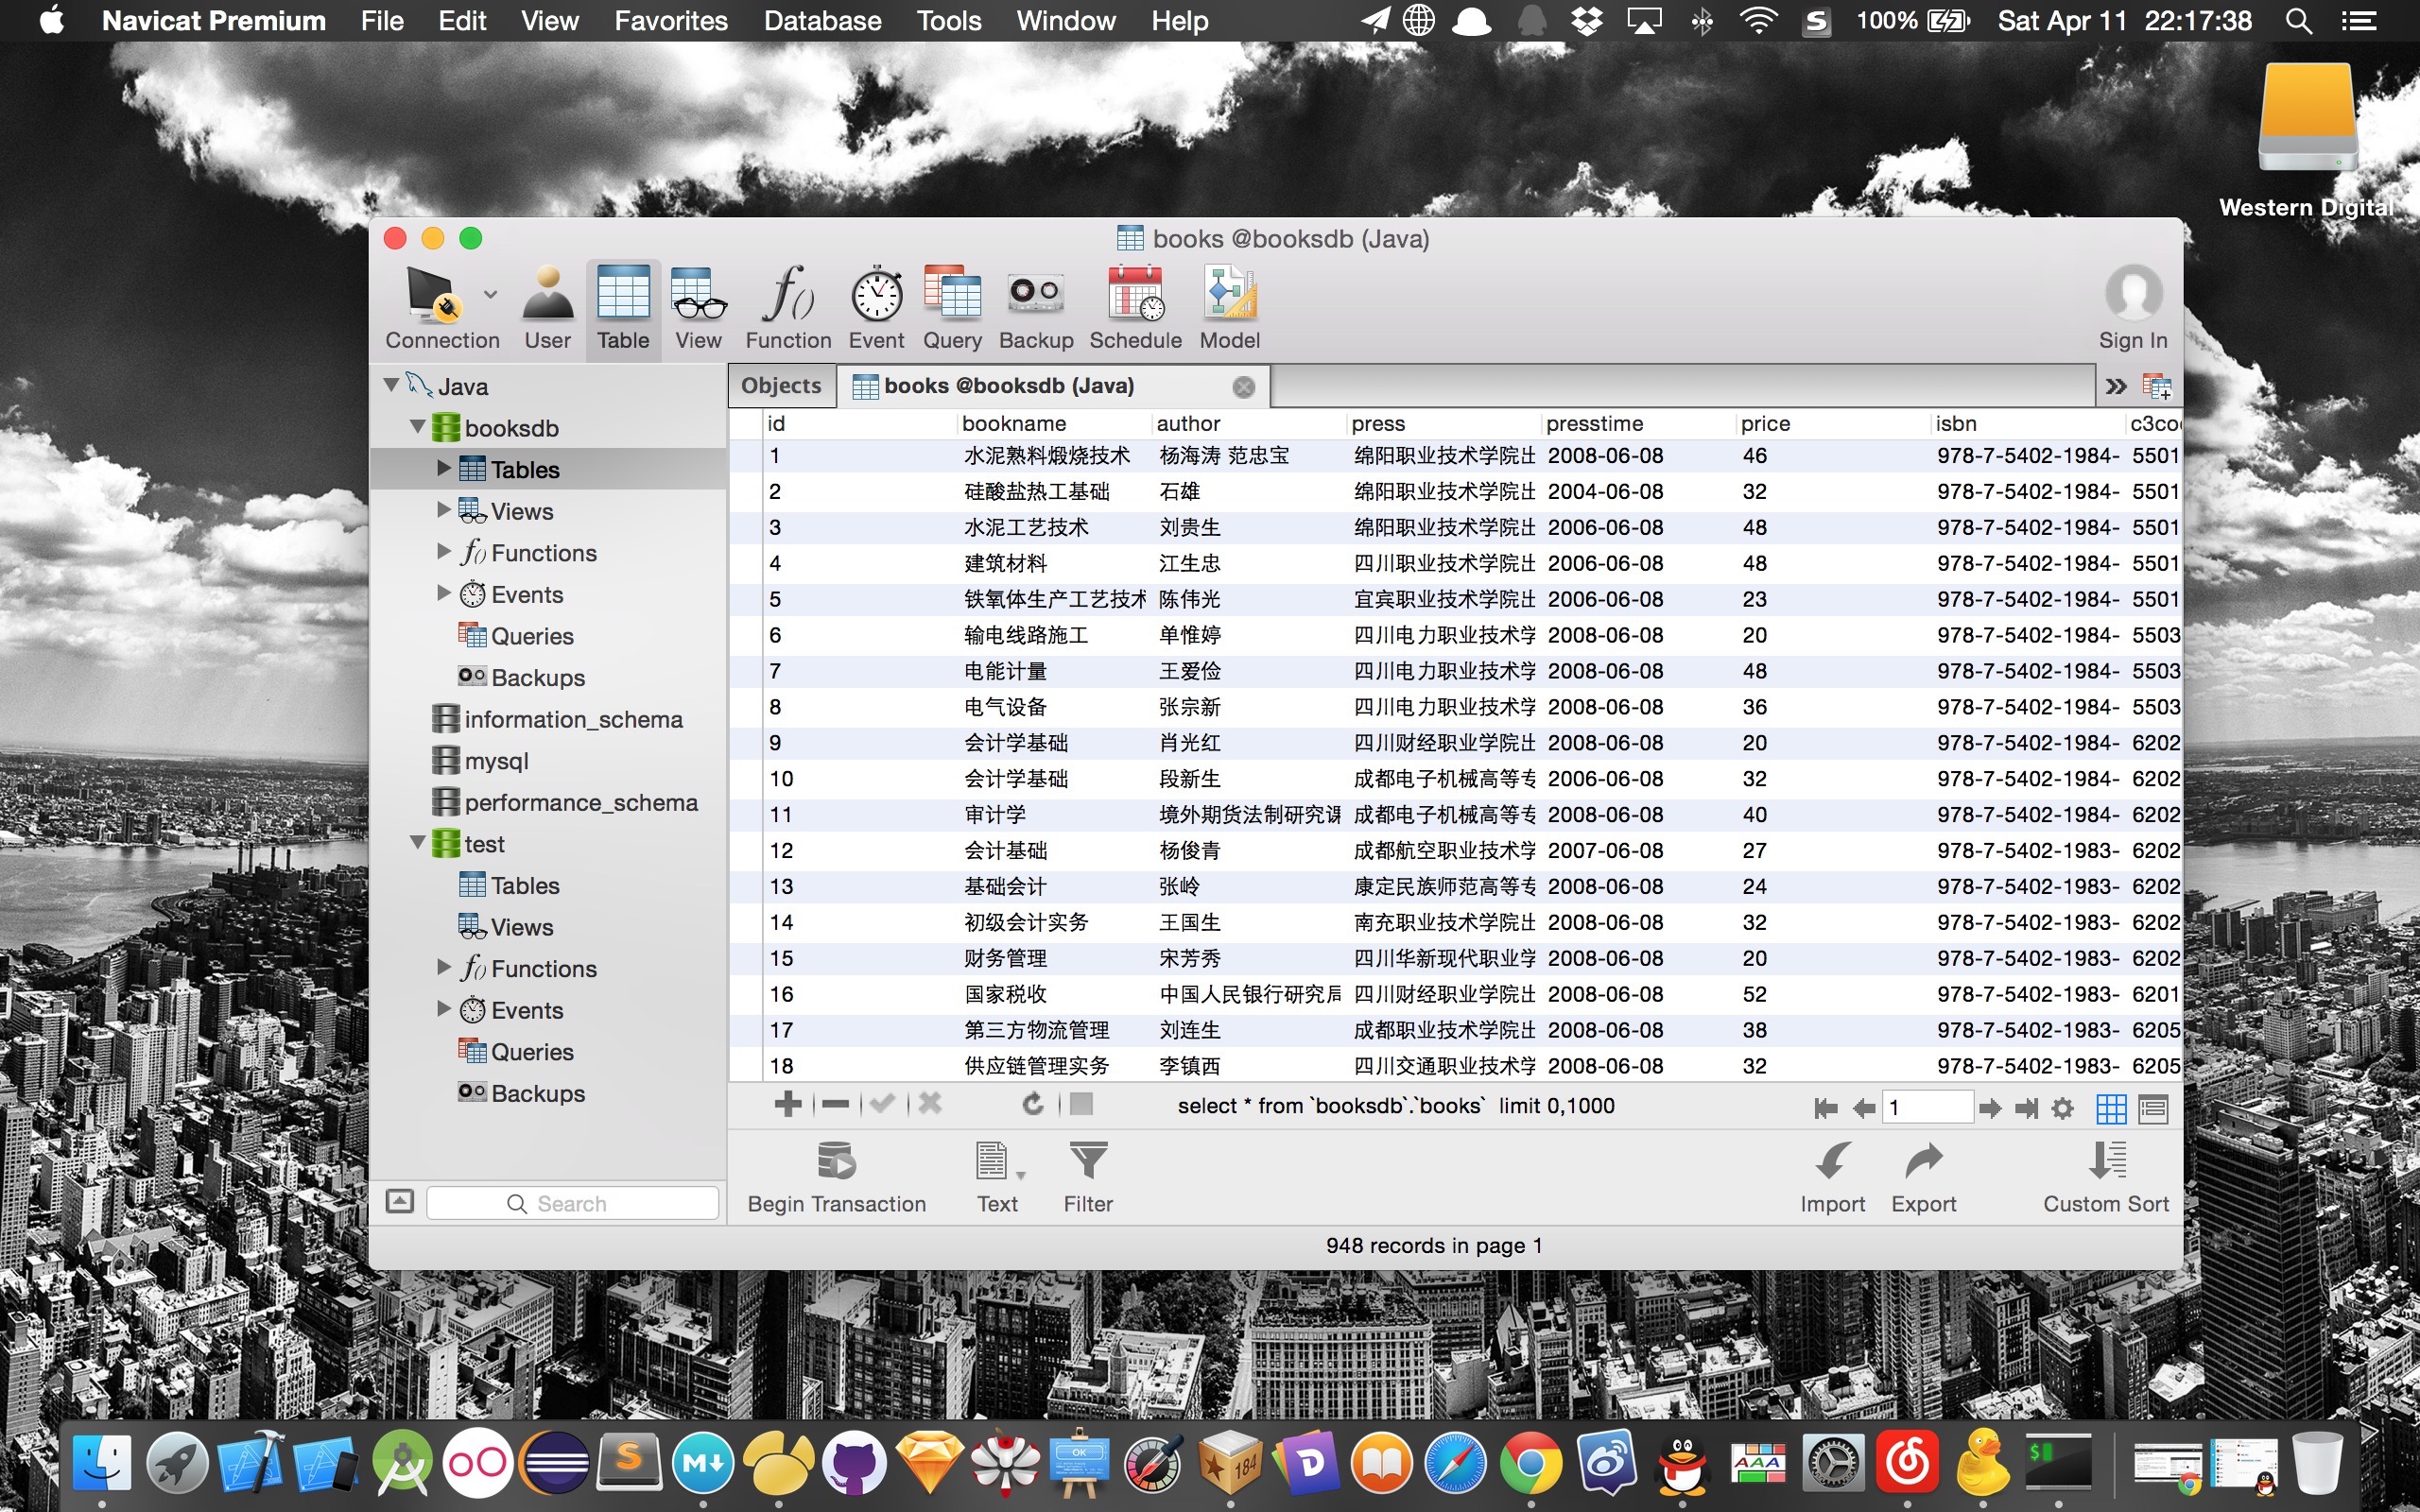 Navicat Premium File Edit View Favorites Database Tools Window Help 100% Sat Apr 11 22:17:38
Western Digital
books @booksdb (Java)
Connection User Table View Function Event Query Backup Schedule Model Sign In
Objects books @booksdb (Java)
Java
booksdb
Tables
Views
Functions
Events
Queries
Backups
information_schema
mysql
performance_schema
test
Tables
Views
Functions
Events
Queries
Backups
Search
id bookname author press presstime price isbn c3co
1 水泥熟料煅烧技术 杨海涛 范忠宝 绵阳职业技术学院出 2008-06-08 46 978-7-5402-1984- 5501
2 硅酸盐热工基础 石雄 绵阳职业技术学院出 2004-06-08 32 978-7-5402-1984- 5501
3 水泥工艺技术 刘贵生 绵阳职业技术学院出 2006-06-08 48 978-7-5402-1984- 5501
4 建筑材料 江生忠 四川职业技术学院出 2006-06-08 48 978-7-5402-1984- 5501
5 铁氧体生产工艺技术 陈伟光 宜宾职业技术学院出 2006-06-08 23 978-7-5402-1984- 5501
6 输电线路施工 单惟婷 四川电力职业技术学 2008-06-08 20 978-7-5402-1984- 5503
7 电能计量 王爱俭 四川电力职业技术学 2008-06-08 48 978-7-5402-1984- 5503
8 电气设备 张宗新 四川电力职业技术学 2008-06-08 36 978-7-5402-1984- 5503
9 会计学基础 肖光红 四川财经职业学院出 2008-06-08 20 978-7-5402-1984- 6202
10 会计学基础 段新生 成都电子机械高等专 2006-06-08 32 978-7-5402-1984- 6202
11 审计学 境外期货法制研究课 成都电子机械高等专 2008-06-08 40 978-7-5402-1984- 6202
12 会计基础 杨俊青 成都航空职业技术学 2007-06-08 27 978-7-5402-1983- 6202
13 基础会计 张岭 康定民族师范高等专 2008-06-08 24 978-7-5402-1983- 6202
14 初级会计实务 王国生 南充职业技术学院出 2008-06-08 32 978-7-5402-1983- 6202
15 财务管理 宋芳秀 四川华新现代职业学 2008-06-08 20 978-7-5402-1983- 6202
16 国家税收 中国人民银行研究局 四川财经职业学院出 2008-06-08 52 978-7-5402-1983- 6201
17 第三方物流管理 刘连生 成都职业技术学院出 2008-06-08 38 978-7-5402-1983- 6205
18 供应链管理实务 李镇西 四川交通职业技术学 2008-06-08 32 978-7-5402-1983- 6205
select * from `booksdb`.`books` limit 0,1000 1
Begin Transaction Text Filter Import Export Custom Sort
948 records in page 1